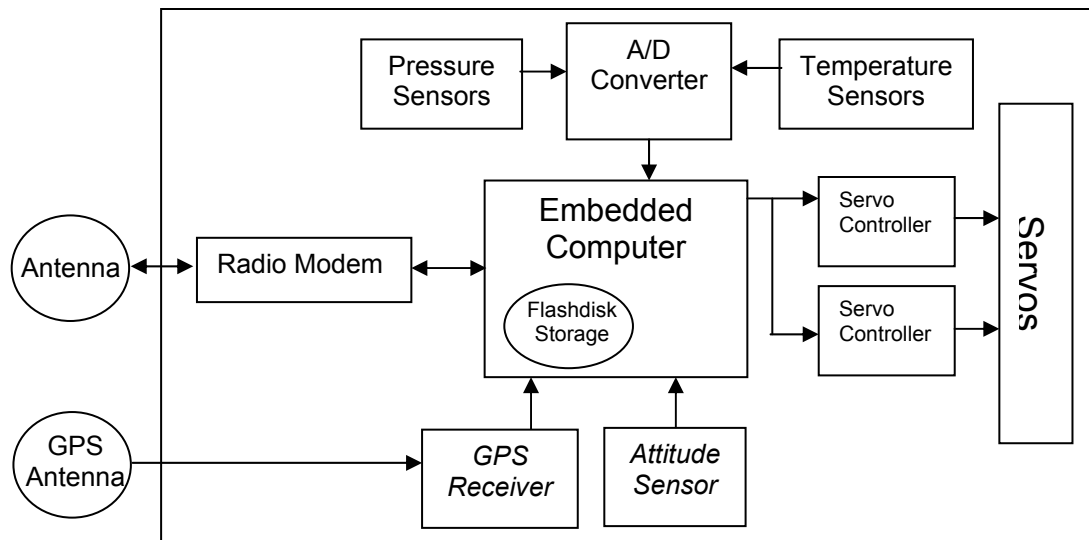 Pressure
Sensors
A/D
Converter
Temperature
Sensors
Embedded
Computer
Flashdisk
Storage
Servo
Controller
Servo
Controller
Servos
Antenna
Radio Modem
GPS
Antenna
GPS
Receiver
Attitude
Sensor